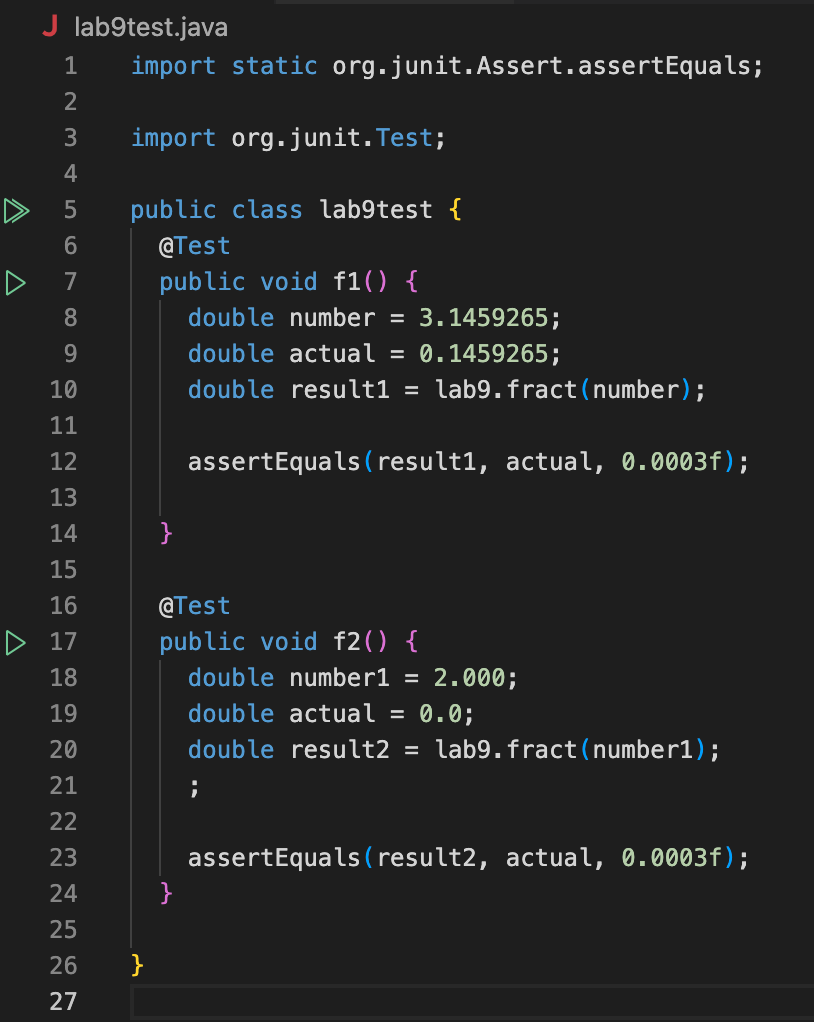 J lab9test.java
1 import static org.junit.Assert.assertEquals;
2
3 import org.junit.Test;
4
5 public class lab9test {
6 @Test
7 public void f1() {
8 double number = 3.1459265;
9 double actual = 0.1459265;
10 double result1 = lab9.fract(number);
11
12 assertEquals(result1, actual, 0.0003f);
13
14 }
15
16 @Test
17 public void f2() {
18 double number1 = 2.000;
19 double actual = 0.0;
20 double result2 = lab9.fract(number1);
21 ;
22
23 assertEquals(result2, actual, 0.0003f);
24 }
25
26 }
27